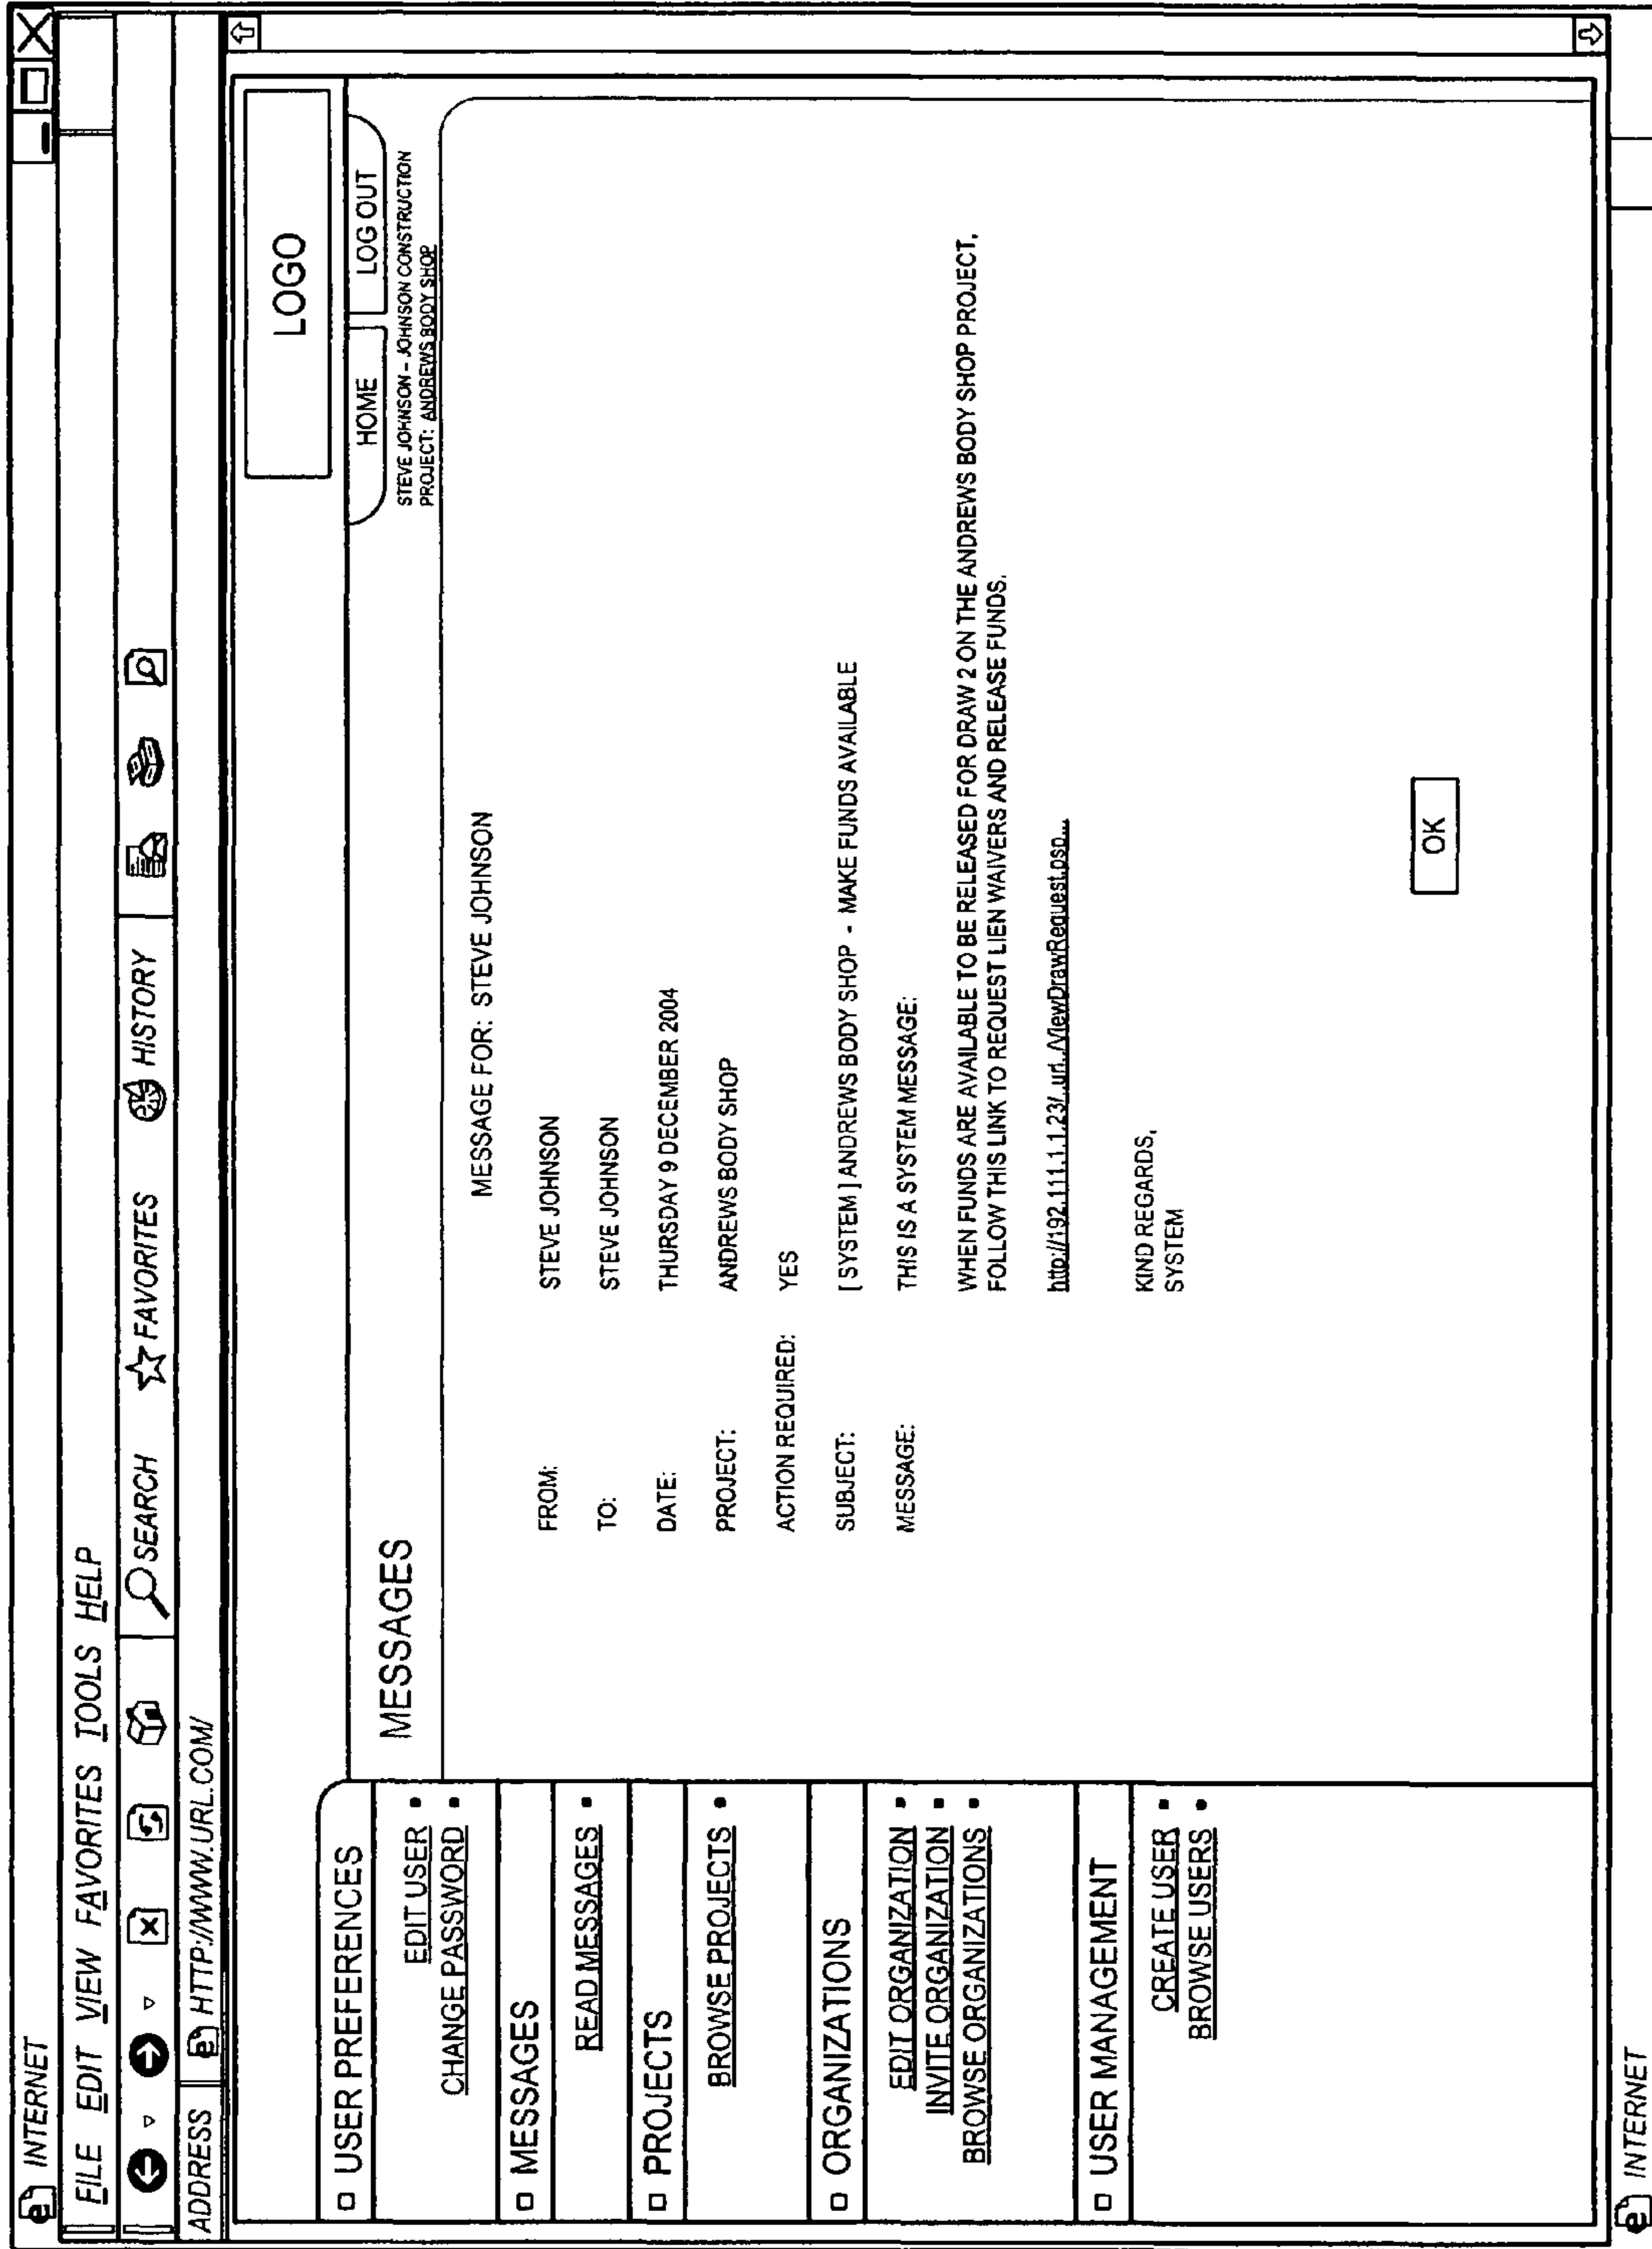 INTERNET
FILE EDIT VIEW FAVORITES TOOLS HELP
SEARCH FAVORITES HISTORY
ADDRESS HTTP://WWW.URL.COM/
LOGO
HOME LOG OUT
STEVE JOHNSON – JOHNSON CONSTRUCTION
PROJECT: ANDREWS BODY SHOP
USER PREFERENCES
EDIT USER
CHANGE PASSWORD
MESSAGES
READ MESSAGES
PROJECTS
BROWSE PROJECTS
ORGANIZATIONS
EDIT ORGANIZATION
INVITE ORGANIZATION
BROWSE ORGANIZATIONS
USER MANAGEMENT
CREATE USER
BROWSE USERS
MESSAGES
MESSAGE FOR: STEVE JOHNSON
FROM: STEVE JOHNSON
TO: STEVE JOHNSON
DATE: THURSDAY 9 DECEMBER 2004
PROJECT: ANDREWS BODY SHOP
ACTION REQUIRED: YES
SUBJECT: [ SYSTEM ] ANDREWS BODY SHOP - MAKE FUNDS AVAILABLE
MESSAGE: THIS IS A SYSTEM MESSAGE:
WHEN FUNDS ARE AVAILABLE TO BE RELEASED FOR DRAW 2 ON THE ANDREWS BODY SHOP PROJECT,
FOLLOW THIS LINK TO REQUEST LIEN WAIVERS AND RELEASE FUNDS.
http://192.111.1.1.23/..url../ViewDrawRequest.psp...
KIND REGARDS,
SYSTEM
OK
INTERNET